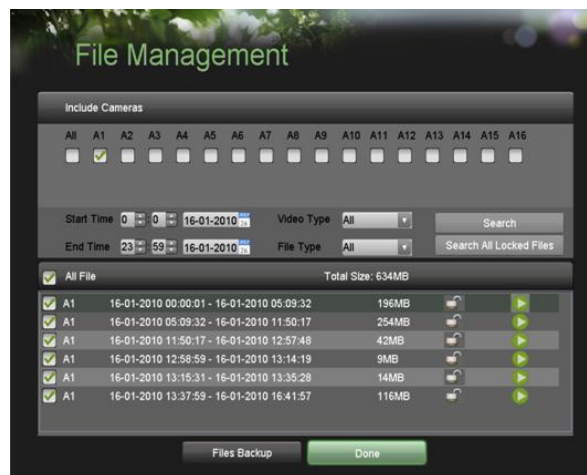 File Management
Include Cameras
All A1 A2 A3 A4 A5 A6 A7 A8 A9 A10 A11 A12 A13 A14 A15 A16
Start Time 0 : 0 16-01-2010 Video Type All Search
End Time 23 : 59 16-01-2010 File Type All Search All Locked Files
All File Total Size: 634MB
A1 16-01-2010 00:00:01 - 16-01-2010 05:09:32 196MB
A1 16-01-2010 05:09:32 - 16-01-2010 11:50:17 254MB
A1 16-01-2010 11:50:17 - 16-01-2010 12:57:48 42MB
A1 16-01-2010 12:58:59 - 16-01-2010 13:14:19 9MB
A1 16-01-2010 13:15:31 - 16-01-2010 13:35:28 14MB
A1 16-01-2010 13:37:59 - 16-01-2010 16:41:57 116MB
Files Backup Done